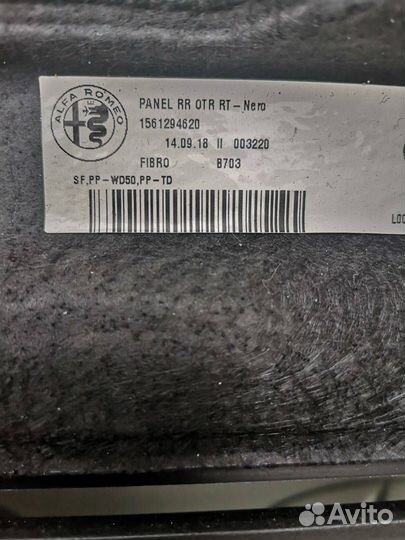 ALFA ROMEO
PANEL RR OTR RT-Nero
1561294620
14.09.18 II 003220
FIBRO B703
SF,PP-WD50,PP-TD
LOC
Avito